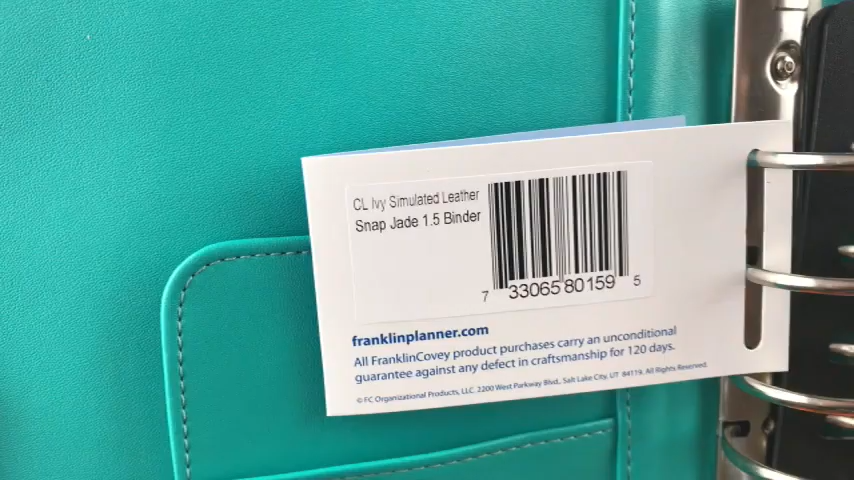 CL Ivy Simulated Leather
Snap Jade 1.5 Binder
7 33065 80159 5
franklinplanner.com
All FranklinCovey product purchases carry an unconditional
guarantee against any defect in craftsmanship for 120 days.
© FC Organizational Products, LLC. 2200 West Parkway Blvd., Salt Lake City, UT 84119. All Rights Reserved.